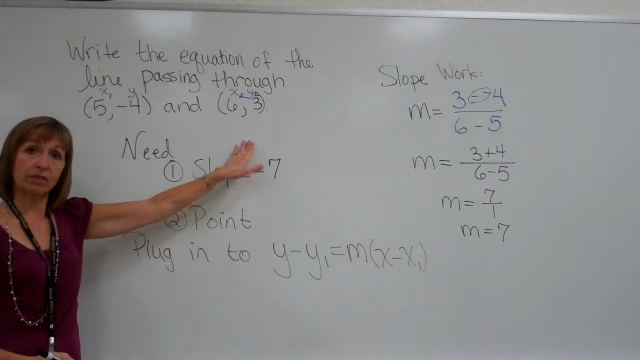 Write the equation of the
line passing through
x₁ y₁ x₂ y₂
(5, -4) and (6, 3).
Need
① Sl = 7
② Point
Plug in to y-y₁=m(x-x₁)
Slope Work:
m= 3--4
6-5
m= 3+4
6-5
m= 7
1
m=7